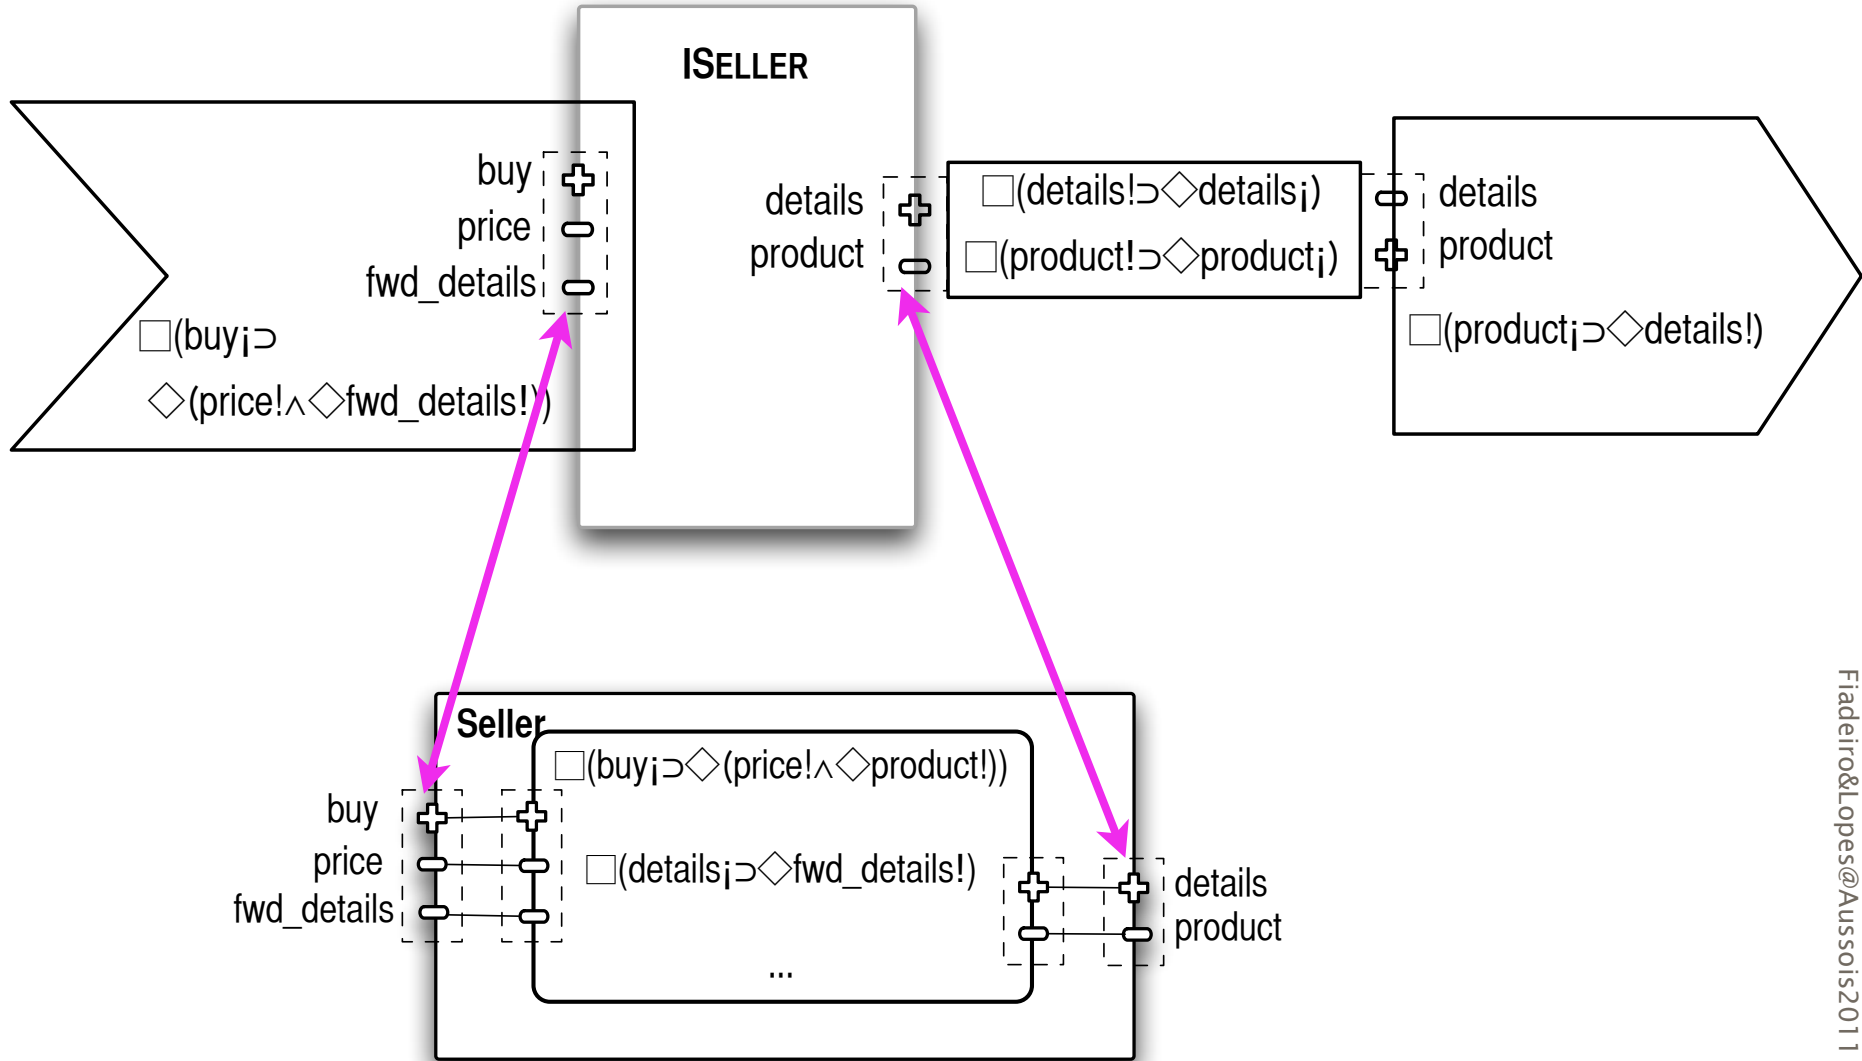 ISELLER
buy
price
fwd_details
□(buy¡⊃
◇(price!∧◇fwd_details!))
details
product
□(details!⊃◇details¡)
□(product!⊃◇product¡)
details
product
□(product¡⊃◇details!)
Seller
□(buy¡⊃◇(price!∧◇product!))
□(details¡⊃◇fwd_details!)
...
buy
price
fwd_details
details
product
Fiadeiro&Lopes@Aussois2011